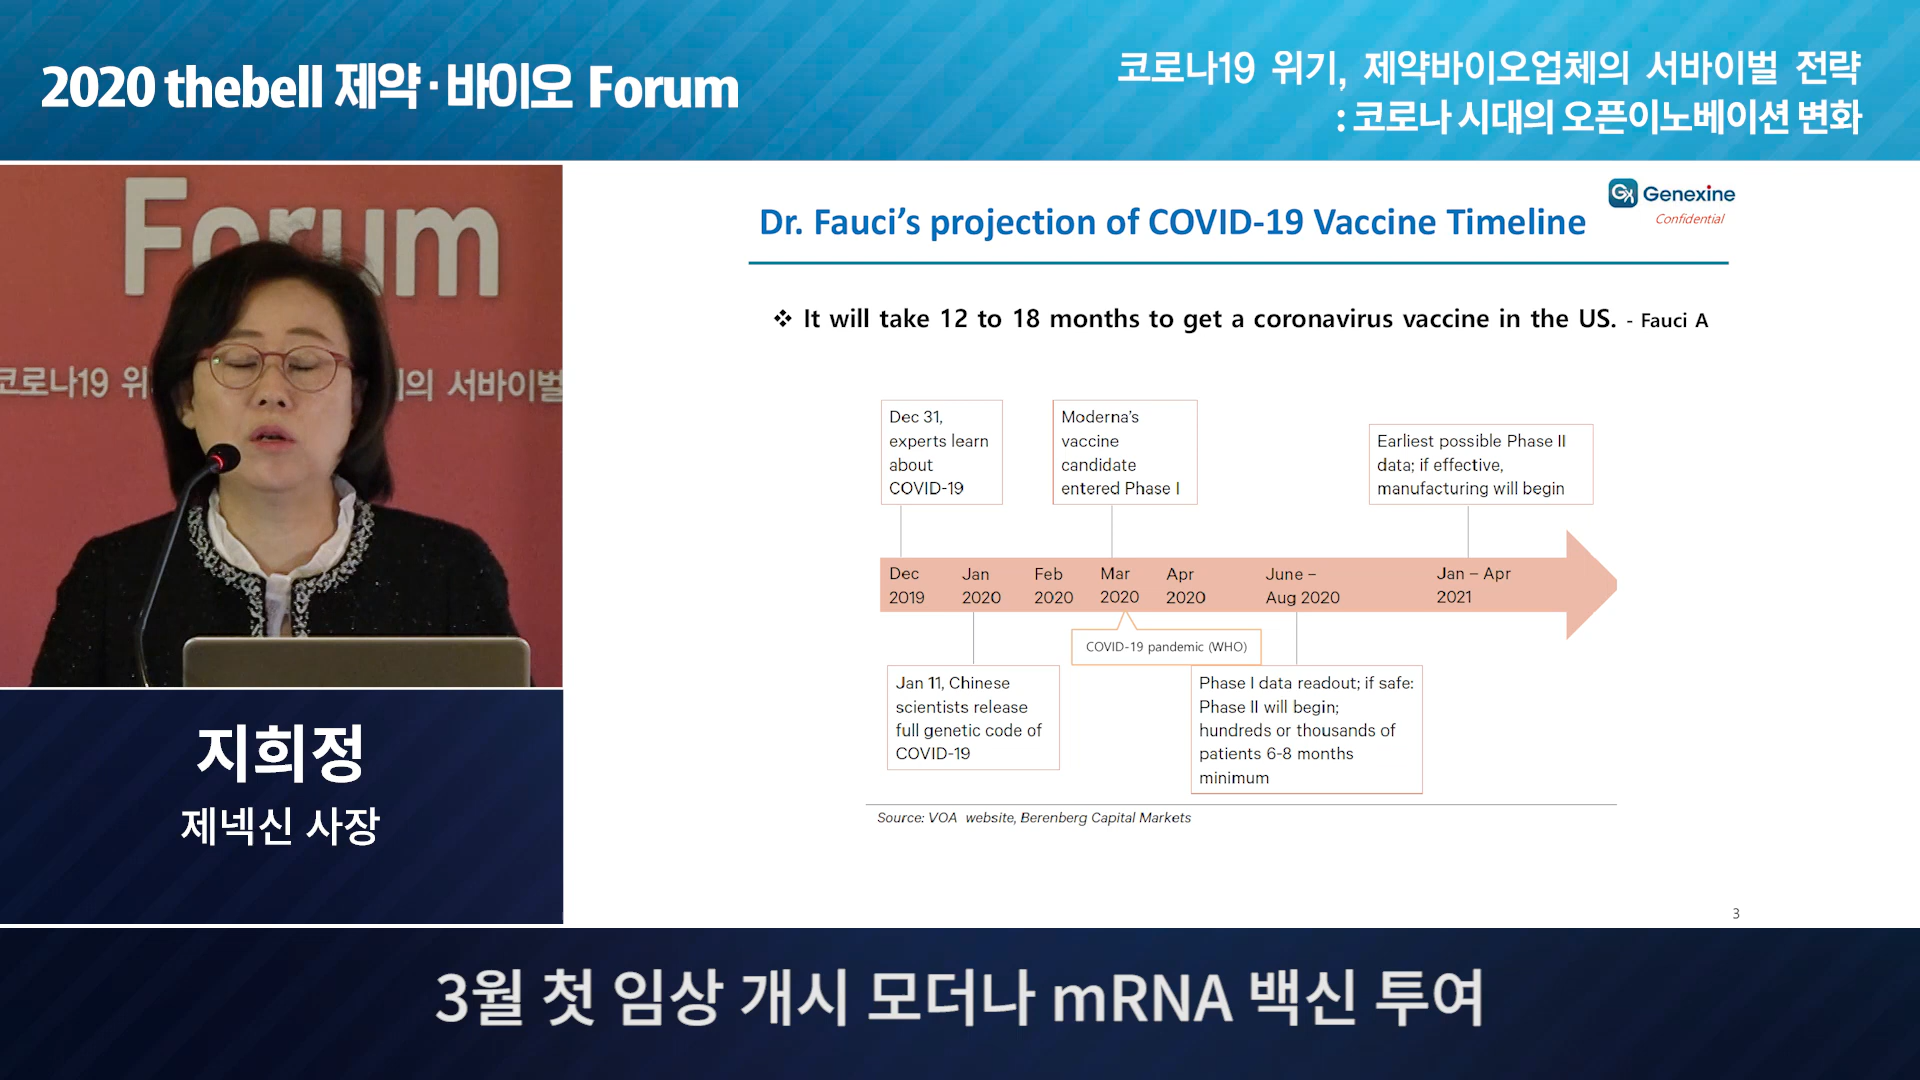 2020 thebell 제약·바이오 Forum
코로나19 위기, 제약바이오업체의 서바이벌 전략
: 코로나 시대의 오픈이노베이션 변화
Forum
코로나19 위
의 서바이벌
지희정
제넥신 사장
Genexine
Confidential
Dr. Fauci's projection of COVID-19 Vaccine Timeline
❖ It will take 12 to 18 months to get a coronavirus vaccine in the US. - Fauci A
Dec 31,
experts learn
about
COVID-19
Moderna's
vaccine
candidate
entered Phase I
Earliest possible Phase II
data; if effective,
manufacturing will begin
Dec
2019
Jan
2020
Feb
2020
Mar
2020
Apr
2020
June –
Aug 2020
Jan – Apr
2021
COVID-19 pandemic (WHO)
Jan 11, Chinese
scientists release
full genetic code of
COVID-19
Phase I data readout; if safe:
Phase II will begin;
hundreds or thousands of
patients 6-8 months
minimum
Source: VOA website, Berenberg Capital Markets
3
3월 첫 임상 개시 모더나 mRNA 백신 투여